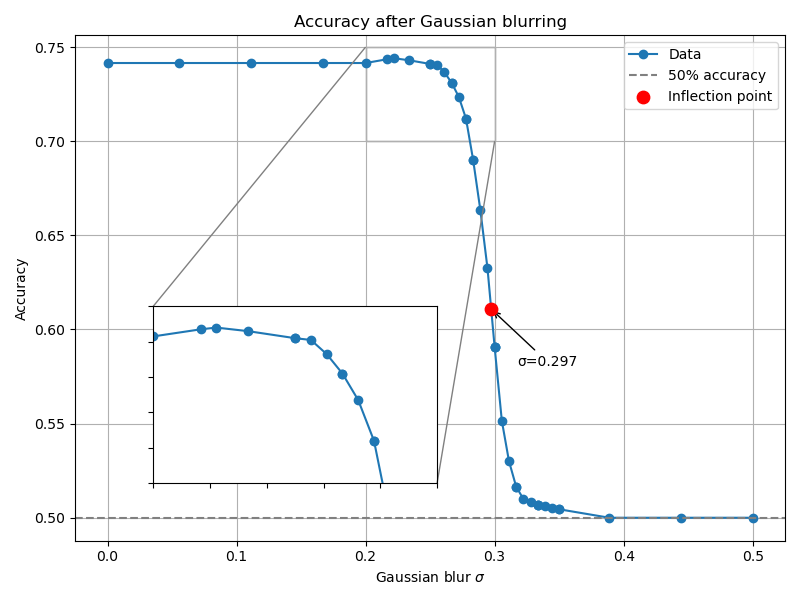 Accuracy after Gaussian blurring
Data
50% accuracy
Inflection point
0.75
0.70
0.65
0.60
0.55
0.50
Accuracy
σ=0.297
0.0 0.1 0.2 0.3 0.4 0.5
Gaussian blur σ